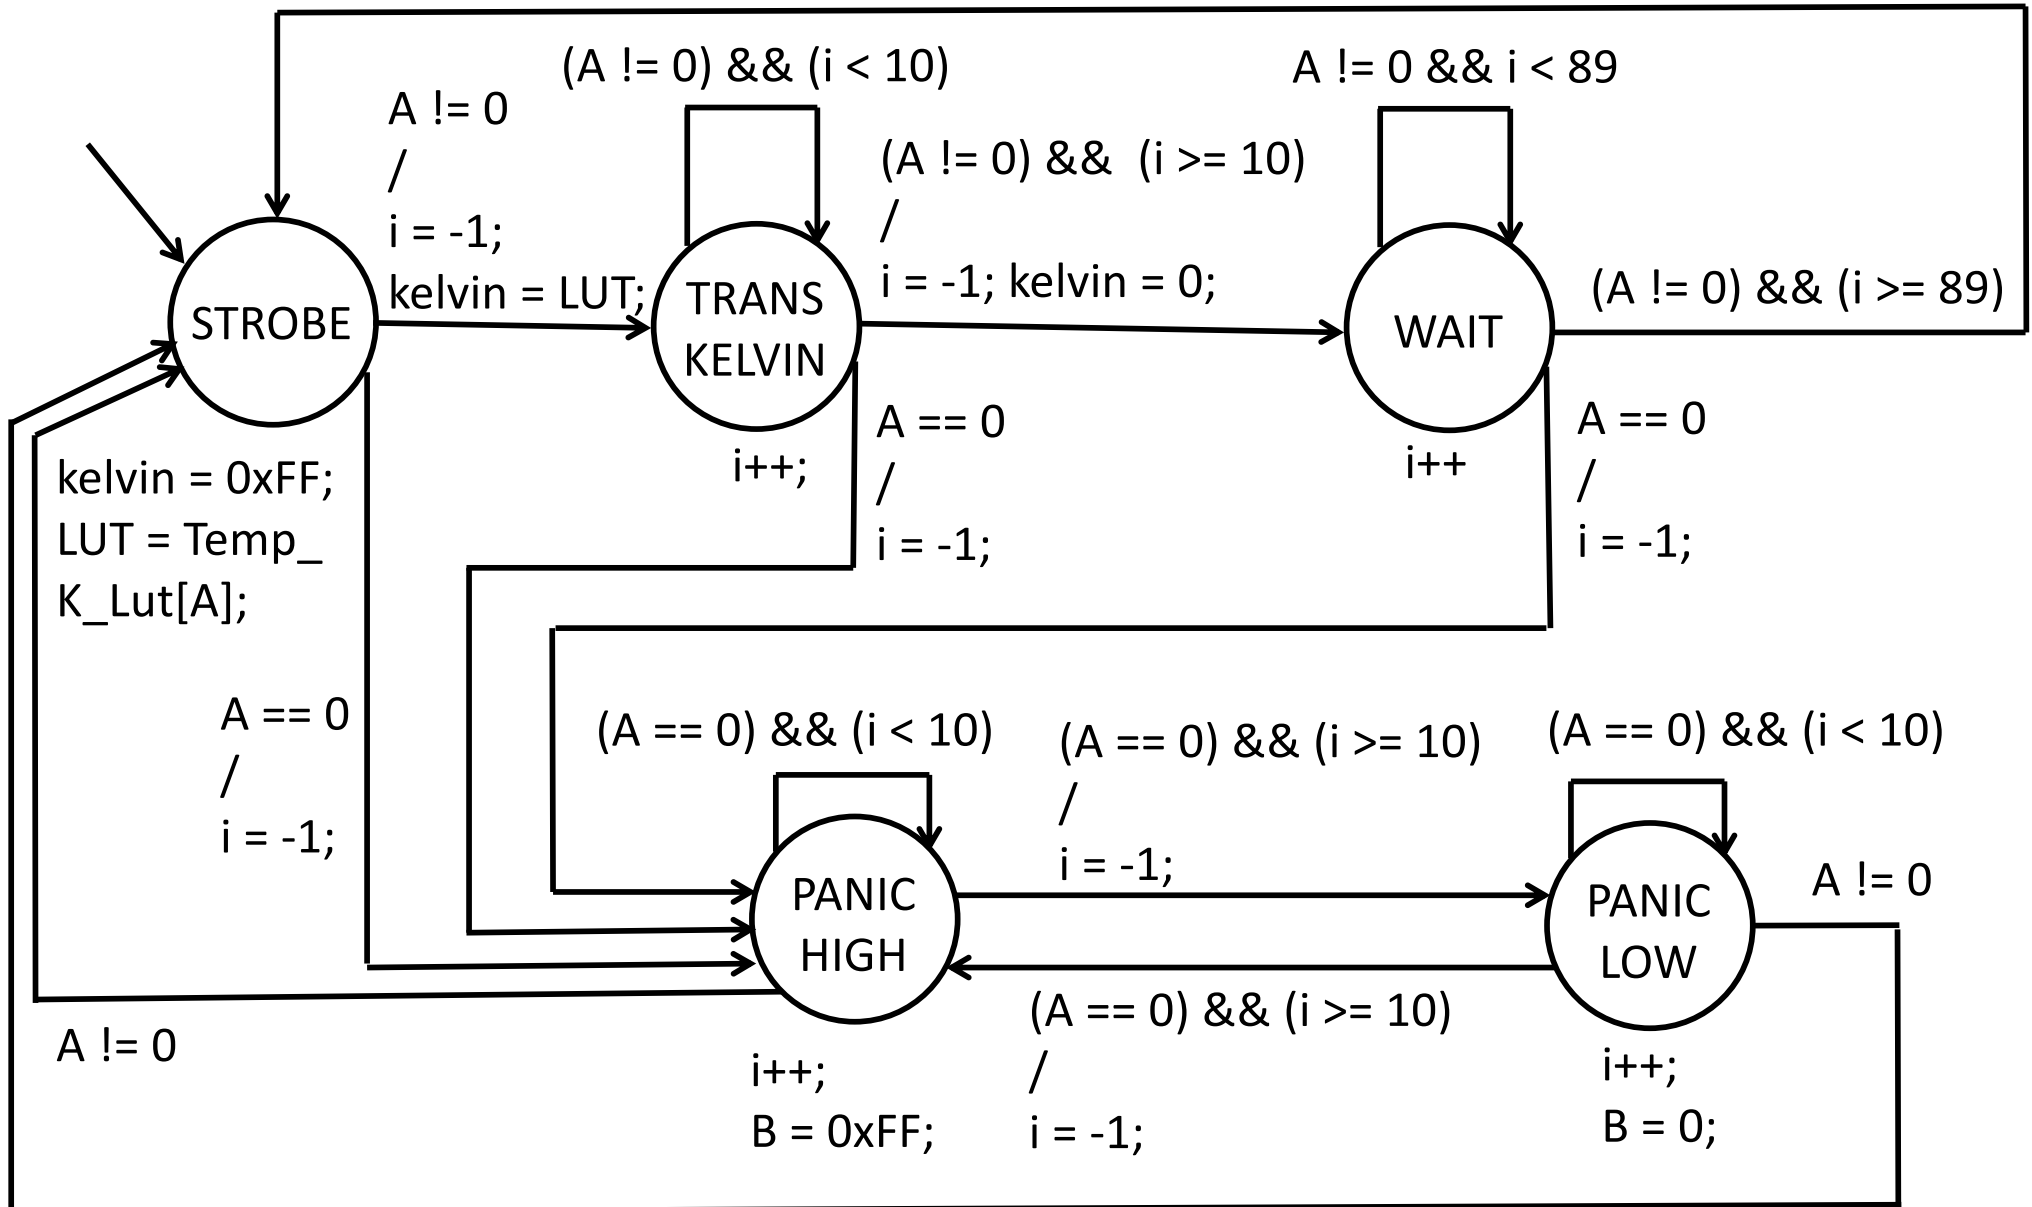 (A != 0) && (i < 10)
A != 0 && i < 89
A != 0
/
i = -1;
kelvin = LUT;
(A != 0) && (i >= 10)
/
i = -1; kelvin = 0;
(A != 0) && (i >= 89)
STROBE
TRANS
KELVIN
WAIT
kelvin = 0xFF;
LUT = Temp_
K_Lut[A];
i++;
A == 0
/
i = -1;
i++
A == 0
/
i = -1;
A == 0
/
i = -1;
(A == 0) && (i < 10)
(A == 0) && (i >= 10)
/
i = -1;
(A == 0) && (i < 10)
PANIC
HIGH
PANIC
LOW
A != 0
A != 0
i++;
B = 0xFF;
(A == 0) && (i >= 10)
/
i = -1;
i++;
B = 0;